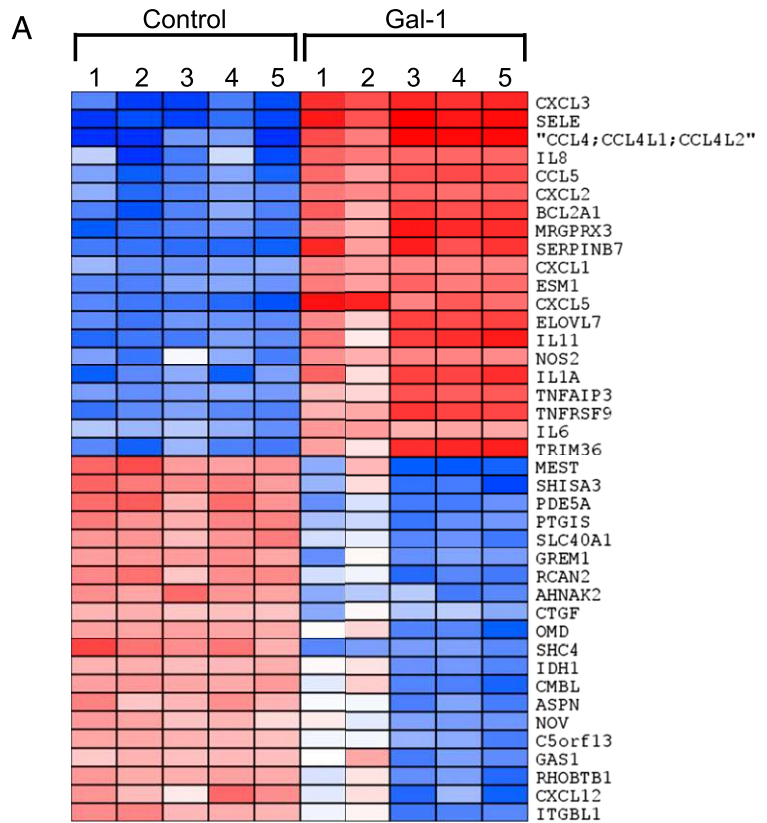 A
Control Gal-1
1 2 3 4 5 1 2 3 4 5
CXCL3
SELE
"CCL4;CCL4L1;CCL4L2"
IL8
CCL5
CXCL2
BCL2A1
MRGPRX3
SERPINB7
CXCL1
ESM1
CXCL5
ELOVL7
IL11
NOS2
IL1A
TNFAIP3
TNFRSF9
IL6
TRIM36
MEST
SHISA3
PDE5A
PTGIS
SLC40A1
GREM1
RCAN2
AHNAK2
CTGF
OMD
SHC4
IDH1
CMBL
ASPN
NOV
C5orf13
GAS1
RHOBTB1
CXCL12
ITGBL1